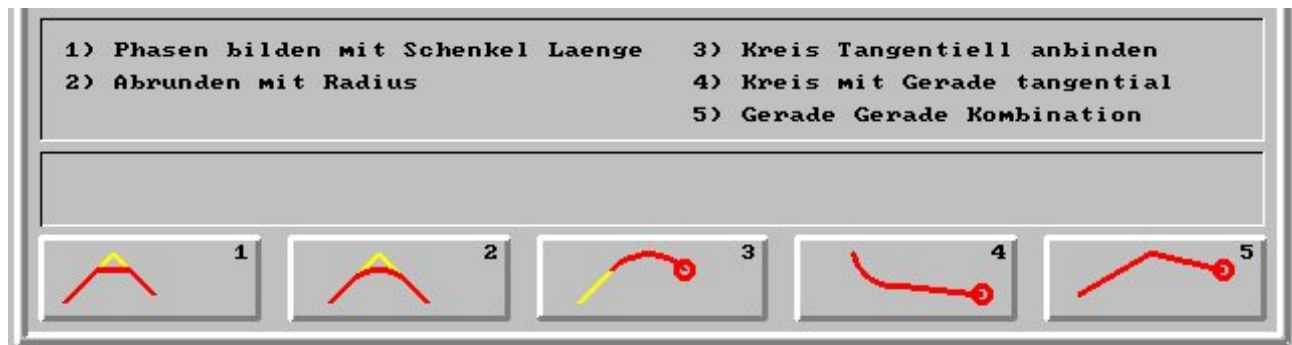 1) Phasen bilden mit Schenkel Laenge
2) Abrunden mit Radius
3) Kreis Tangentiell anbinden
4) Kreis mit Gerade tangential
5) Gerade Gerade Kombination
1
2
3
4
5